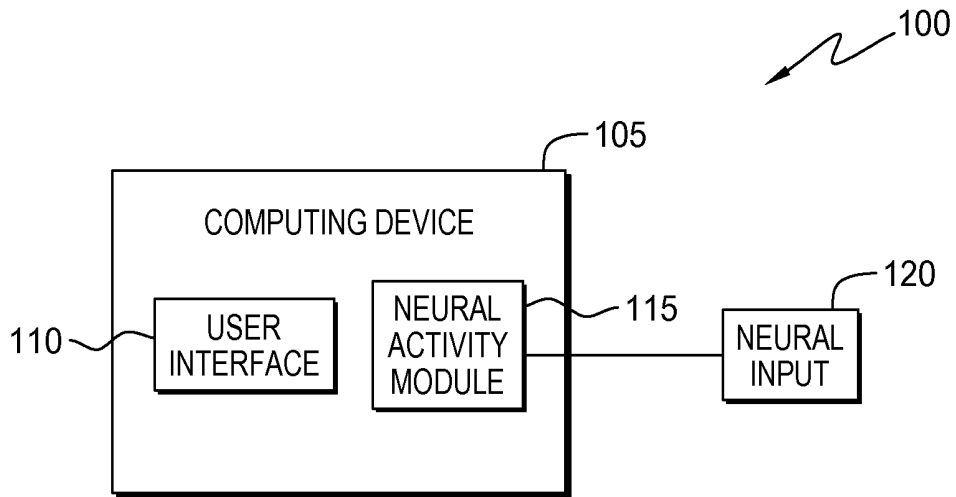 100
105
COMPUTING DEVICE
110
USER
INTERFACE
NEURAL
ACTIVITY
MODULE
115
120
NEURAL
INPUT